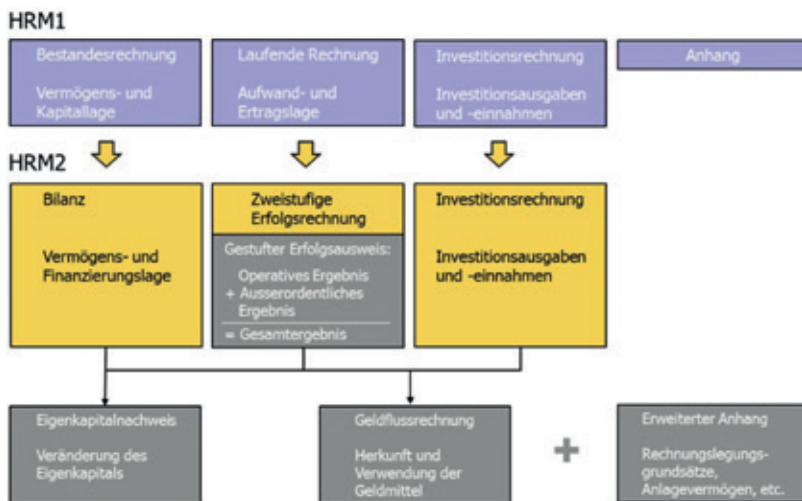 HRM1
Bestandesrechnung
Vermögens- und
Kapitallage
Laufende Rechnung
Aufwand- und
Ertragslage
Investitionsrechnung
Investitionsausgaben
und -einnahmen
Anhang
HRM2
Bilanz
Vermögens- und
Finanzierungslage
Zweistufige
Erfolgsrechnung
Gestufter Erfolgsausweis:
Operatives Ergebnis
+ Ausserordentliches
Ergebnis
= Gesamtergebnis
Investitionsrechnung
Investitionsausgaben
und -einnahmen
Eigenkapitalnachweis
Veränderung des
Eigenkapitals
Geldflussrechnung
Herkunft und
Verwendung der
Geldmittel
+
Erweiterter Anhang
Rechnungslegungs-
grundsätze,
Anlagevermögen, etc.